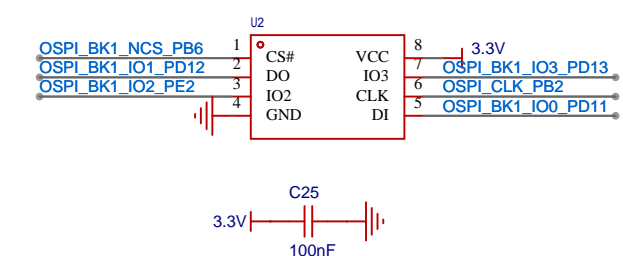 U2
OSPI_BK1_NCS_PB6 1 CS# VCC 8 3.3V
OSPI_BK1_IO1_PD12 2 DO IO3 7 OSPI_BK1_IO3_PD13
OSPI_BK1_IO2_PE2 3 IO2 CLK 6 OSPI_CLK_PB2
4 GND DI 5 OSPI_BK1_IO0_PD11
C25
3.3V
100nF